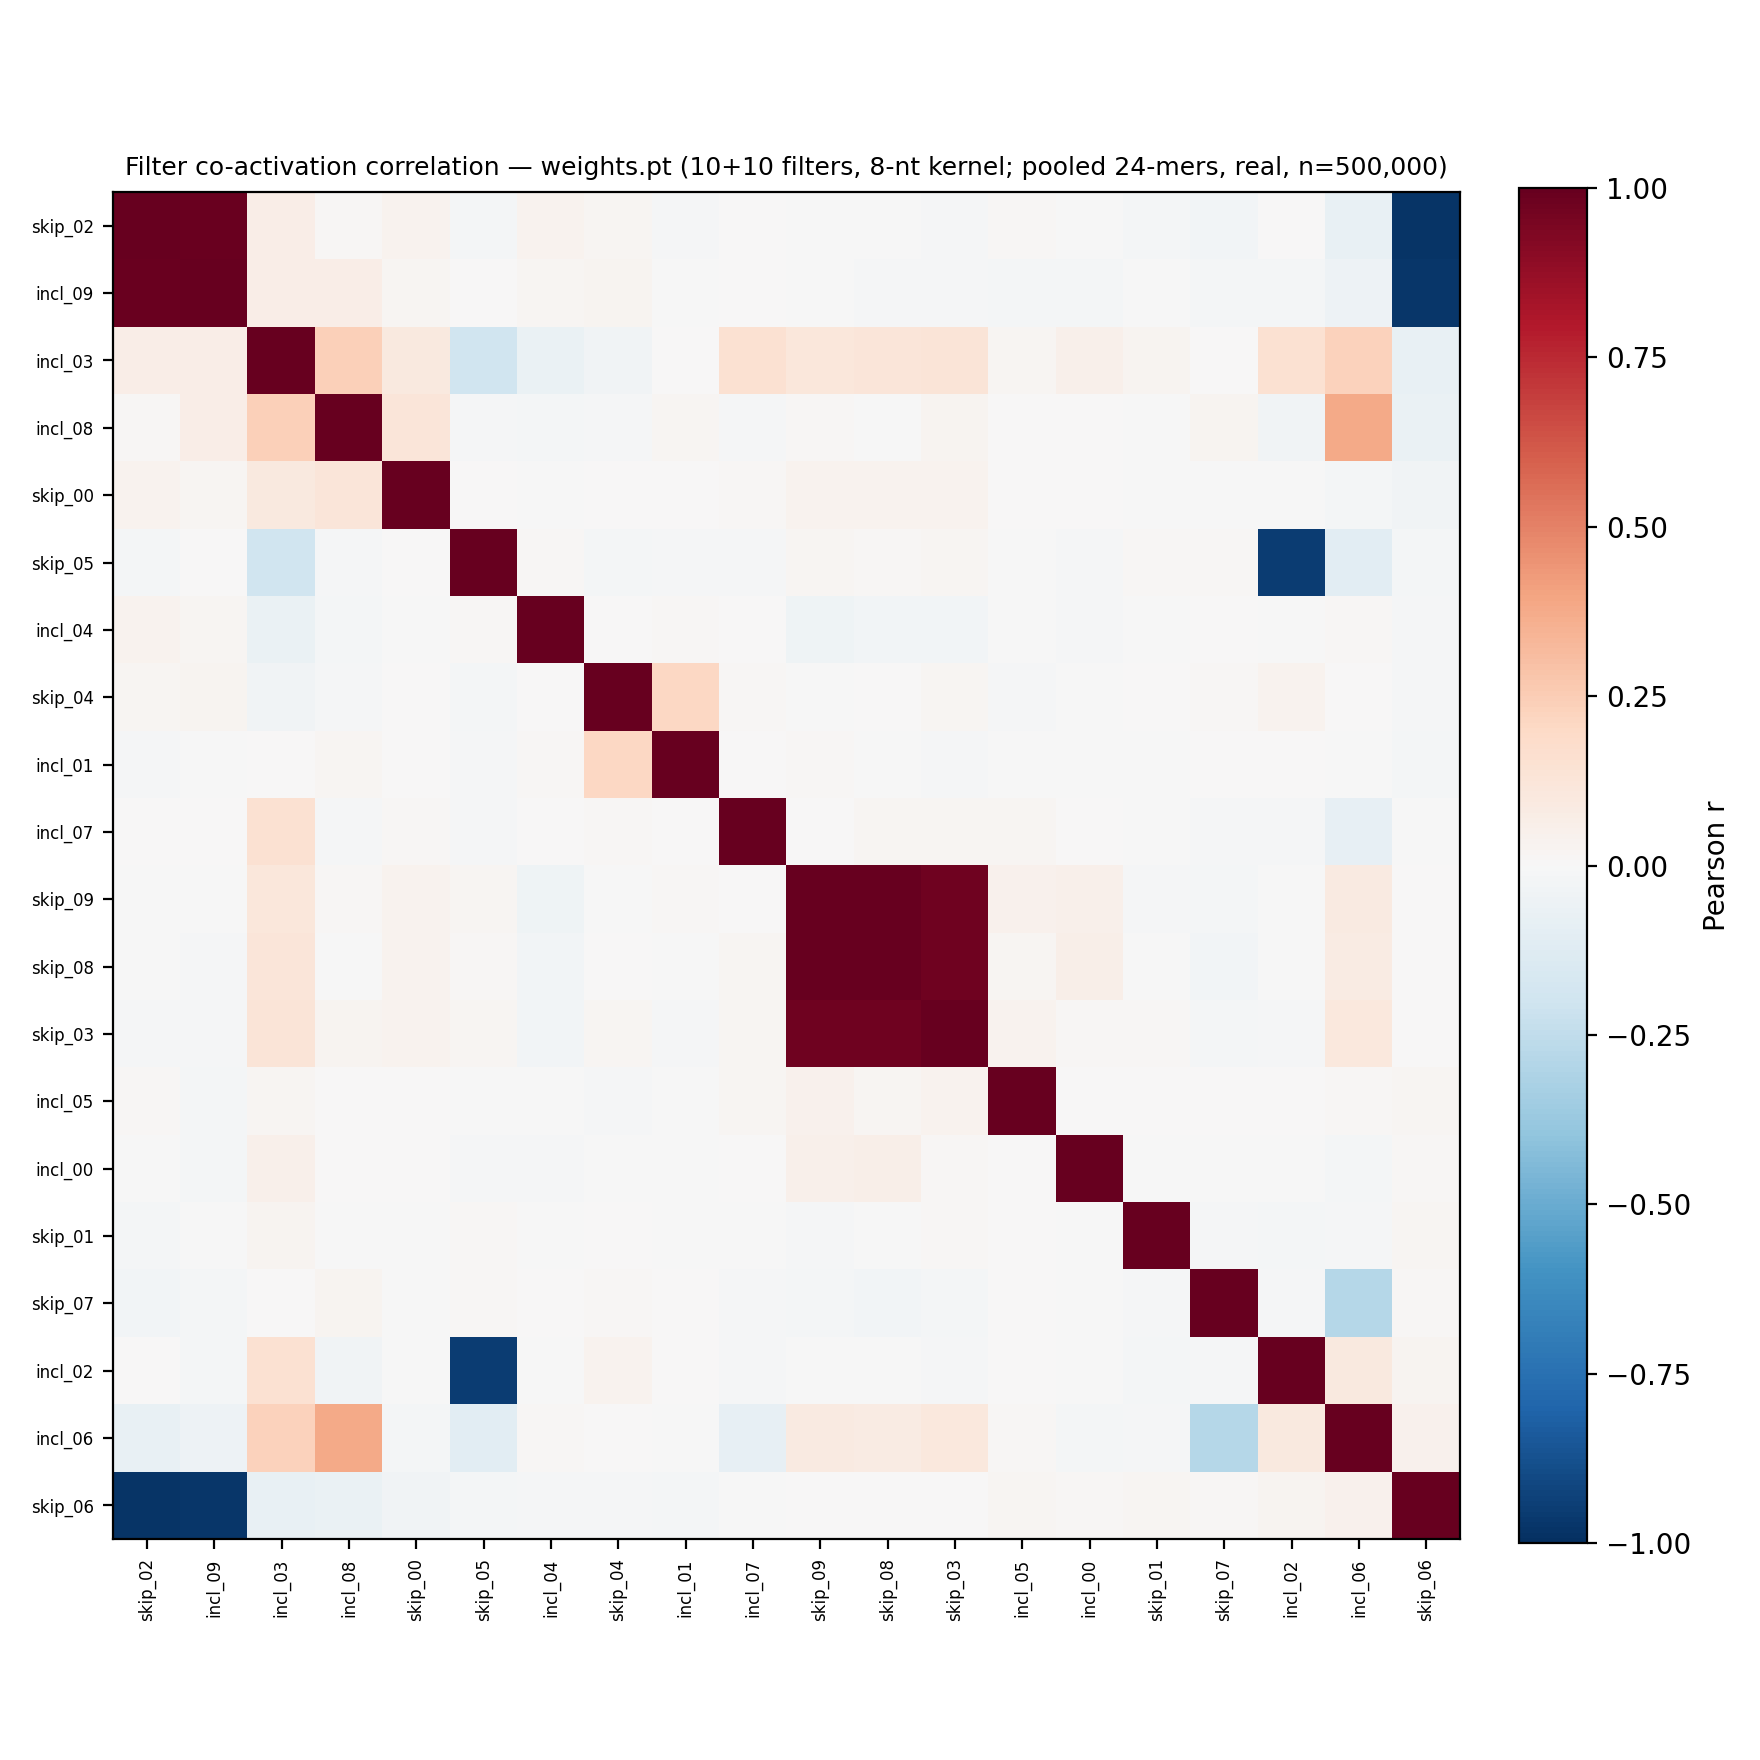 Filter co-activation correlation — weights.pt (10+10 filters, 8-nt kernel; pooled 24-mers, real, n=500,000)
skip_02
incl_09
incl_03
incl_08
skip_00
skip_05
incl_04
skip_04
incl_01
incl_07
skip_09
skip_08
skip_03
incl_05
incl_00
skip_01
skip_07
incl_02
incl_06
skip_06
skip_02
incl_09
incl_03
incl_08
skip_00
skip_05
incl_04
skip_04
incl_01
incl_07
skip_09
skip_08
skip_03
incl_05
incl_00
skip_01
skip_07
incl_02
incl_06
skip_06
1.00
0.75
0.50
0.25
0.00
−0.25
−0.50
−0.75
−1.00
Pearson r